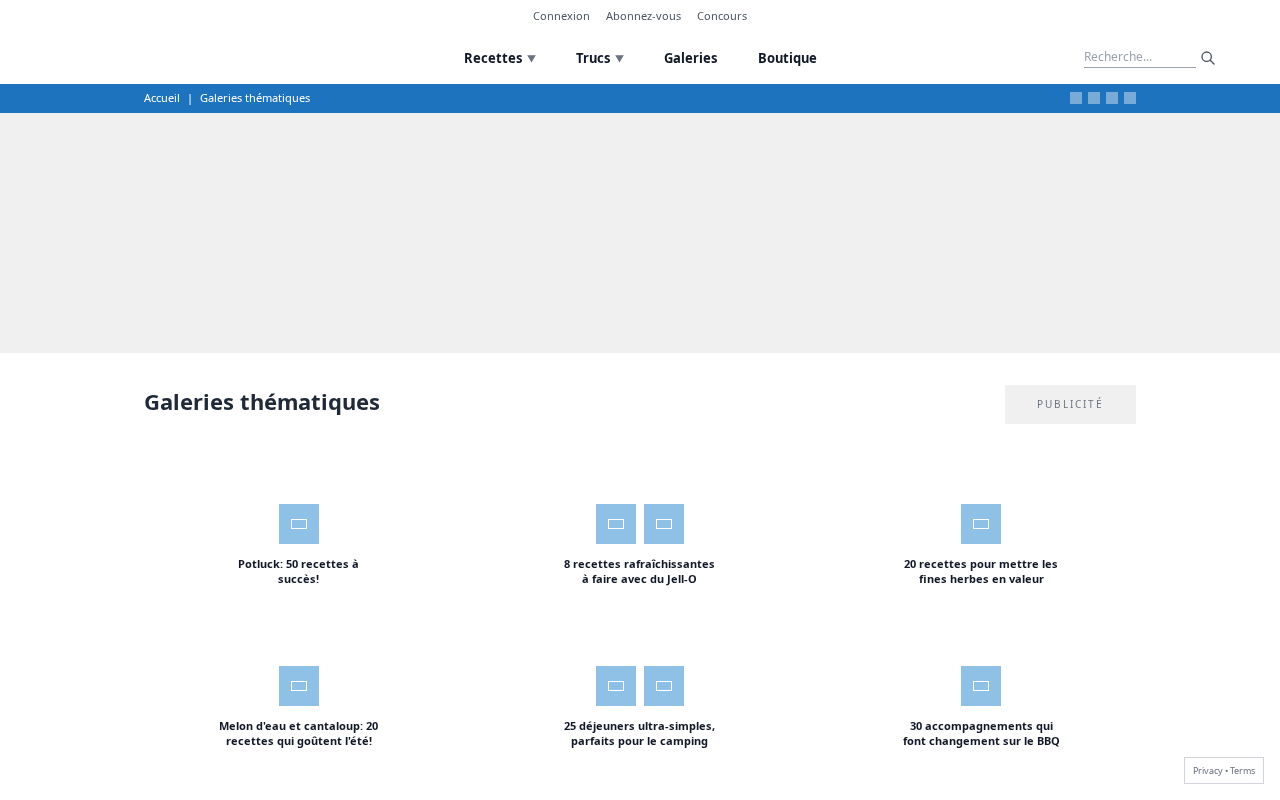 Connexion Abonnez-vous Concours
Recettes ▼ Trucs ▼ Galeries Boutique Recherche...
Accueil | Galeries thématiques
Galeries thématiques
PUBLICITÉ
Potluck: 50 recettes à
succès!
8 recettes rafraîchissantes
à faire avec du Jell-O
20 recettes pour mettre les
fines herbes en valeur
Melon d'eau et cantaloup: 20
recettes qui goûtent l'été!
25 déjeuners ultra-simples,
parfaits pour le camping
30 accompagnements qui
font changement sur le BBQ
Privacy • Terms